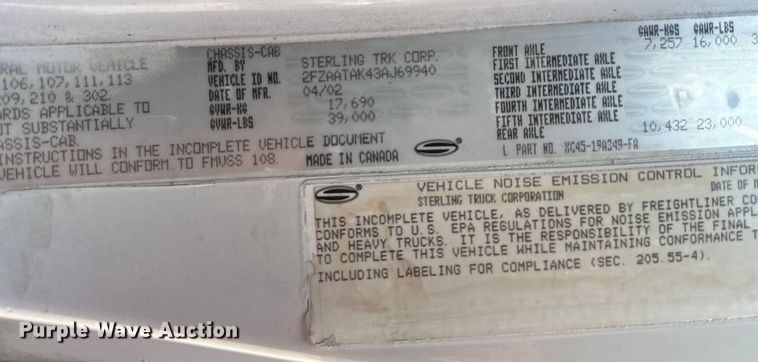 CHASSIS-CAB
RAL MOTOR VEHICLE MFD. BY STERLING TRK CORP.
106, 107, 111, 113 VEHICLE ID NO. 2FZAATAK43AJ69940
209, 210 & 302. DATE OF MFR. 04/02
ARDS APPLICABLE TO GVWR-KG 17,690
OT SUBSTANTIALLY GVWR-LBS 39,000
HASSIS-CAB.
INSTRUCTIONS IN THE INCOMPLETE VEHICLE DOCUMENT
VEHICLE WILL CONFORM TO FMVSS 108. MADE IN CANADA
GAWR-KGS GAWR-LBS
FRONT AXLE 7,257 16,000 3
FIRST INTERMEDIATE AXLE
SECOND INTERMEDIATE AXLE
THIRD INTERMEDIATE AXLE
FOURTH INTERMEDIATE AXLE
FIFTH INTERMEDIATE AXLE
REAR AXLE 10,432 23,000
L PART NO. XC45-19A349-FA
VEHICLE NOISE EMISSION CONTROL INFOR
STERLING TRUCK CORPORATION DATE OF M
THIS INCOMPLETE VEHICLE, AS DELIVERED BY FREIGHTLINER CO
CONFORMS TO U.S. EPA REGULATIONS FOR NOISE EMISSION APPL
AND HEAVY TRUCKS. IT IS THE RESPONSIBILITY OF THE FINAL
TO COMPLETE THIS VEHICLE WHILE MAINTAINING CONFORMANCE T
INCLUDING LABELING FOR COMPLIANCE (SEC. 205.55-4).
Purple Wave Auction